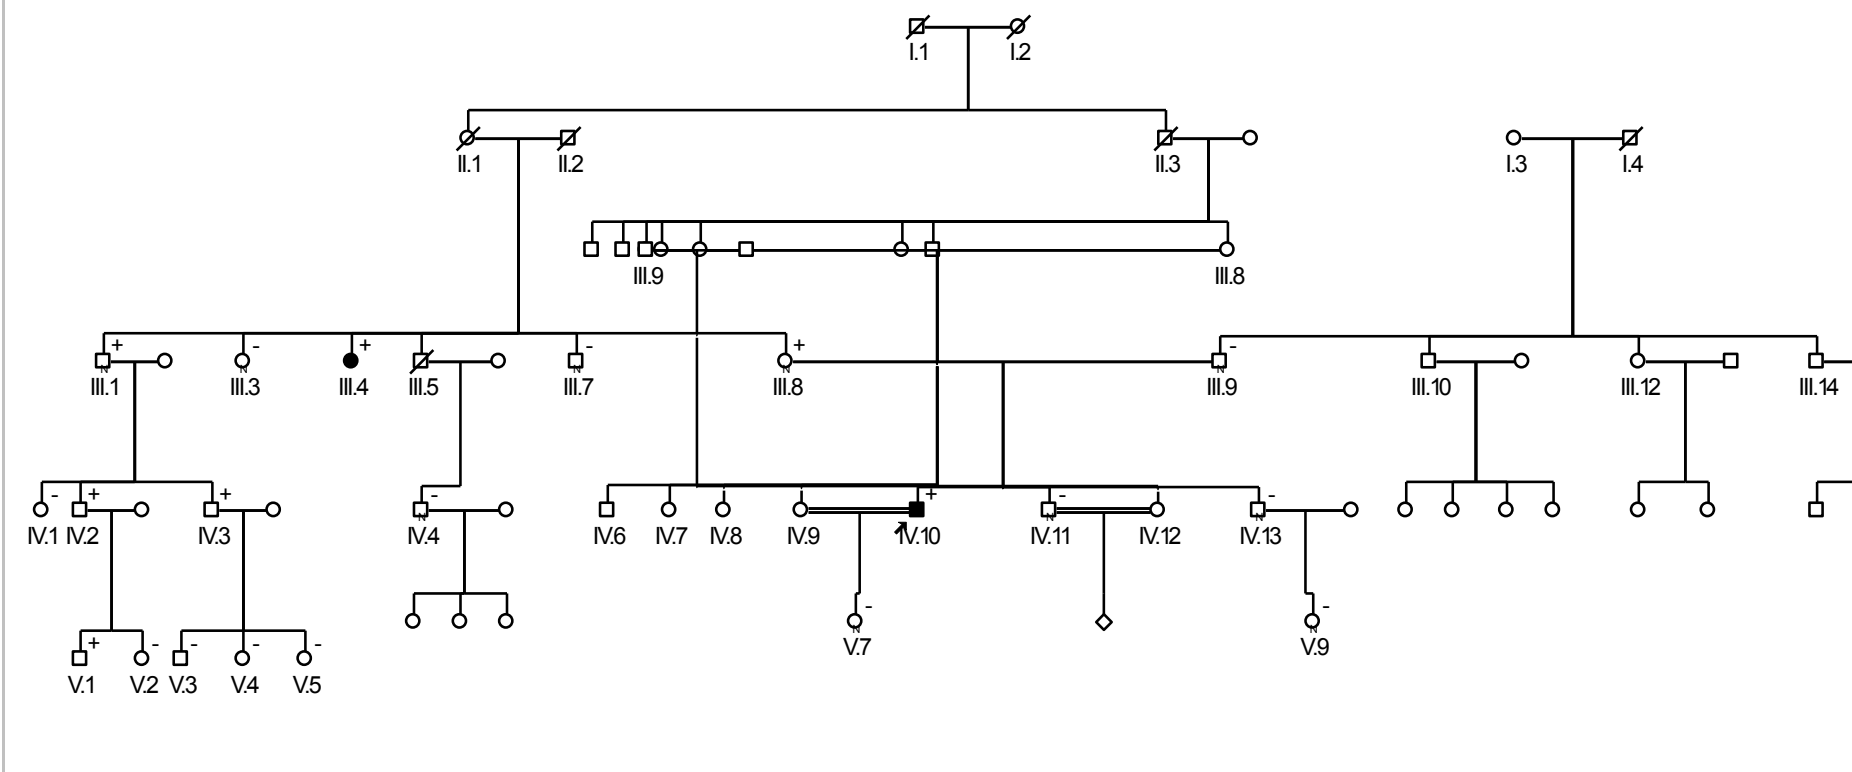 I.1 I.2
II.1 II.2 II.3 I.3 I.4
III.9 III.8
+ - + - + -
N N N N N
III.1 III.3 III.4 III.5 III.7 III.8 III.9 III.10 III.12 III.14
- + + - + - -
N N N
IV.1 IV.2 IV.3 IV.4 IV.6 IV.7 IV.8 IV.9 IV.10 IV.11 IV.12 IV.13
- -
N N
V.7 V.9
+ - - - -
V.1 V.2 V.3 V.4 V.5